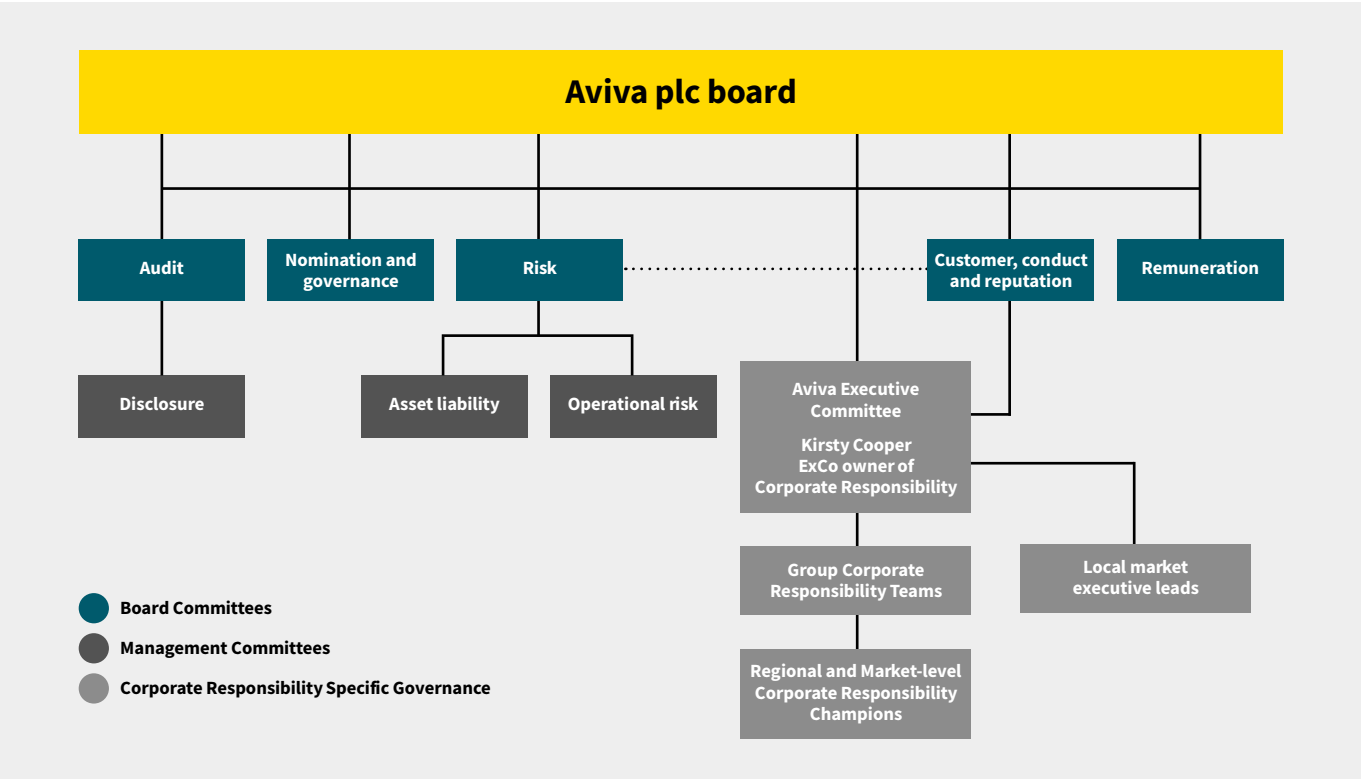 Aviva plc board
Audit
Nomination and
governance
Risk
Customer, conduct
and reputation
Remuneration
Disclosure
Asset liability
Operational risk
Aviva Executive
Committee
Kirsty Cooper
ExCo owner of
Corporate Responsibility
Group Corporate
Responsibility Teams
Local market
executive leads
Regional and Market-level
Corporate Responsibility
Champions
Board Committees
Management Committees
Corporate Responsibility Specific Governance